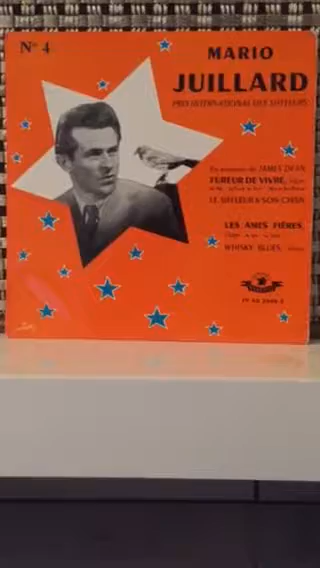 N° 4
MARIO
JUILLARD
PRIX INTERNATIONAL DES SIFFLEURS
En souvenir de JAMES DEAN
FUREUR DE VIVRE,
LE SIFFLEUR & SON CHIEN
LES AMES FIÈRES,
WHISKY BLUES,